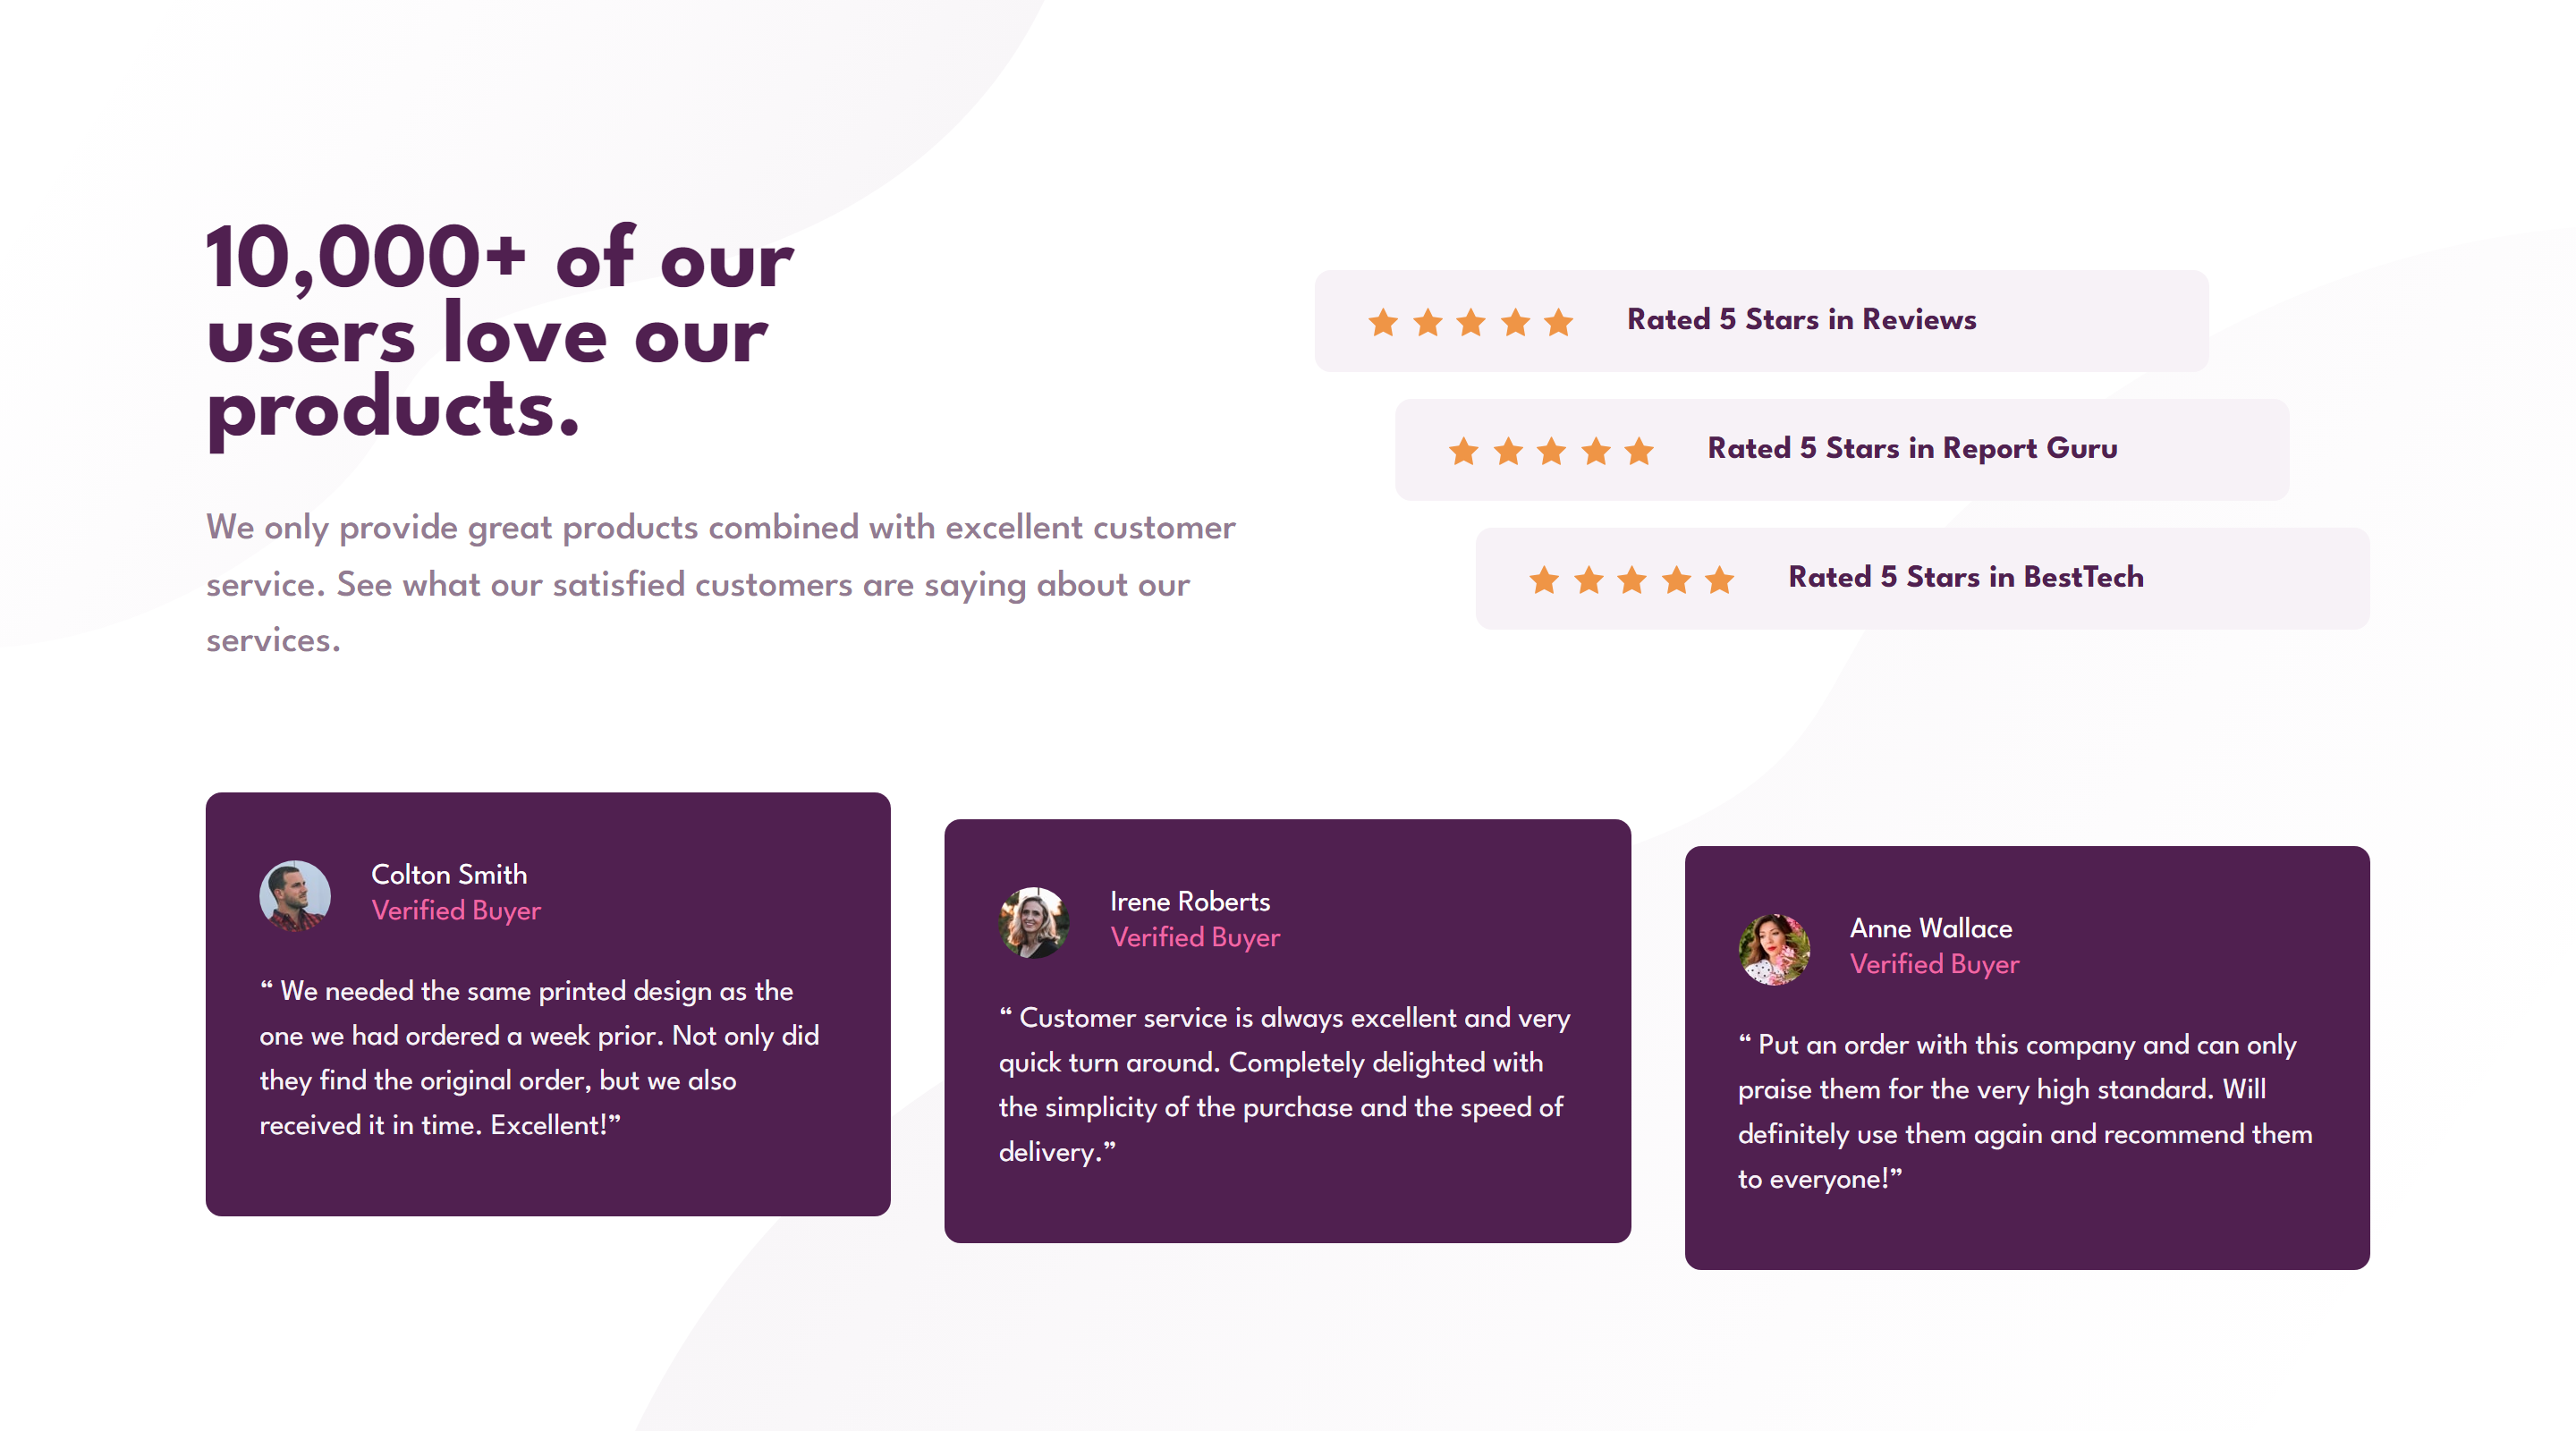 10,000+ of our
users love our
products.
We only provide great products combined with excellent customer
service. See what our satisfied customers are saying about our
services.
Rated 5 Stars in Reviews
Rated 5 Stars in Report Guru
Rated 5 Stars in BestTech
Colton Smith
Verified Buyer
“ We needed the same printed design as the
one we had ordered a week prior. Not only did
they find the original order, but we also
received it in time. Excellent!”
Irene Roberts
Verified Buyer
“ Customer service is always excellent and very
quick turn around. Completely delighted with
the simplicity of the purchase and the speed of
delivery.”
Anne Wallace
Verified Buyer
“ Put an order with this company and can only
praise them for the very high standard. Will
definitely use them again and recommend them
to everyone!”